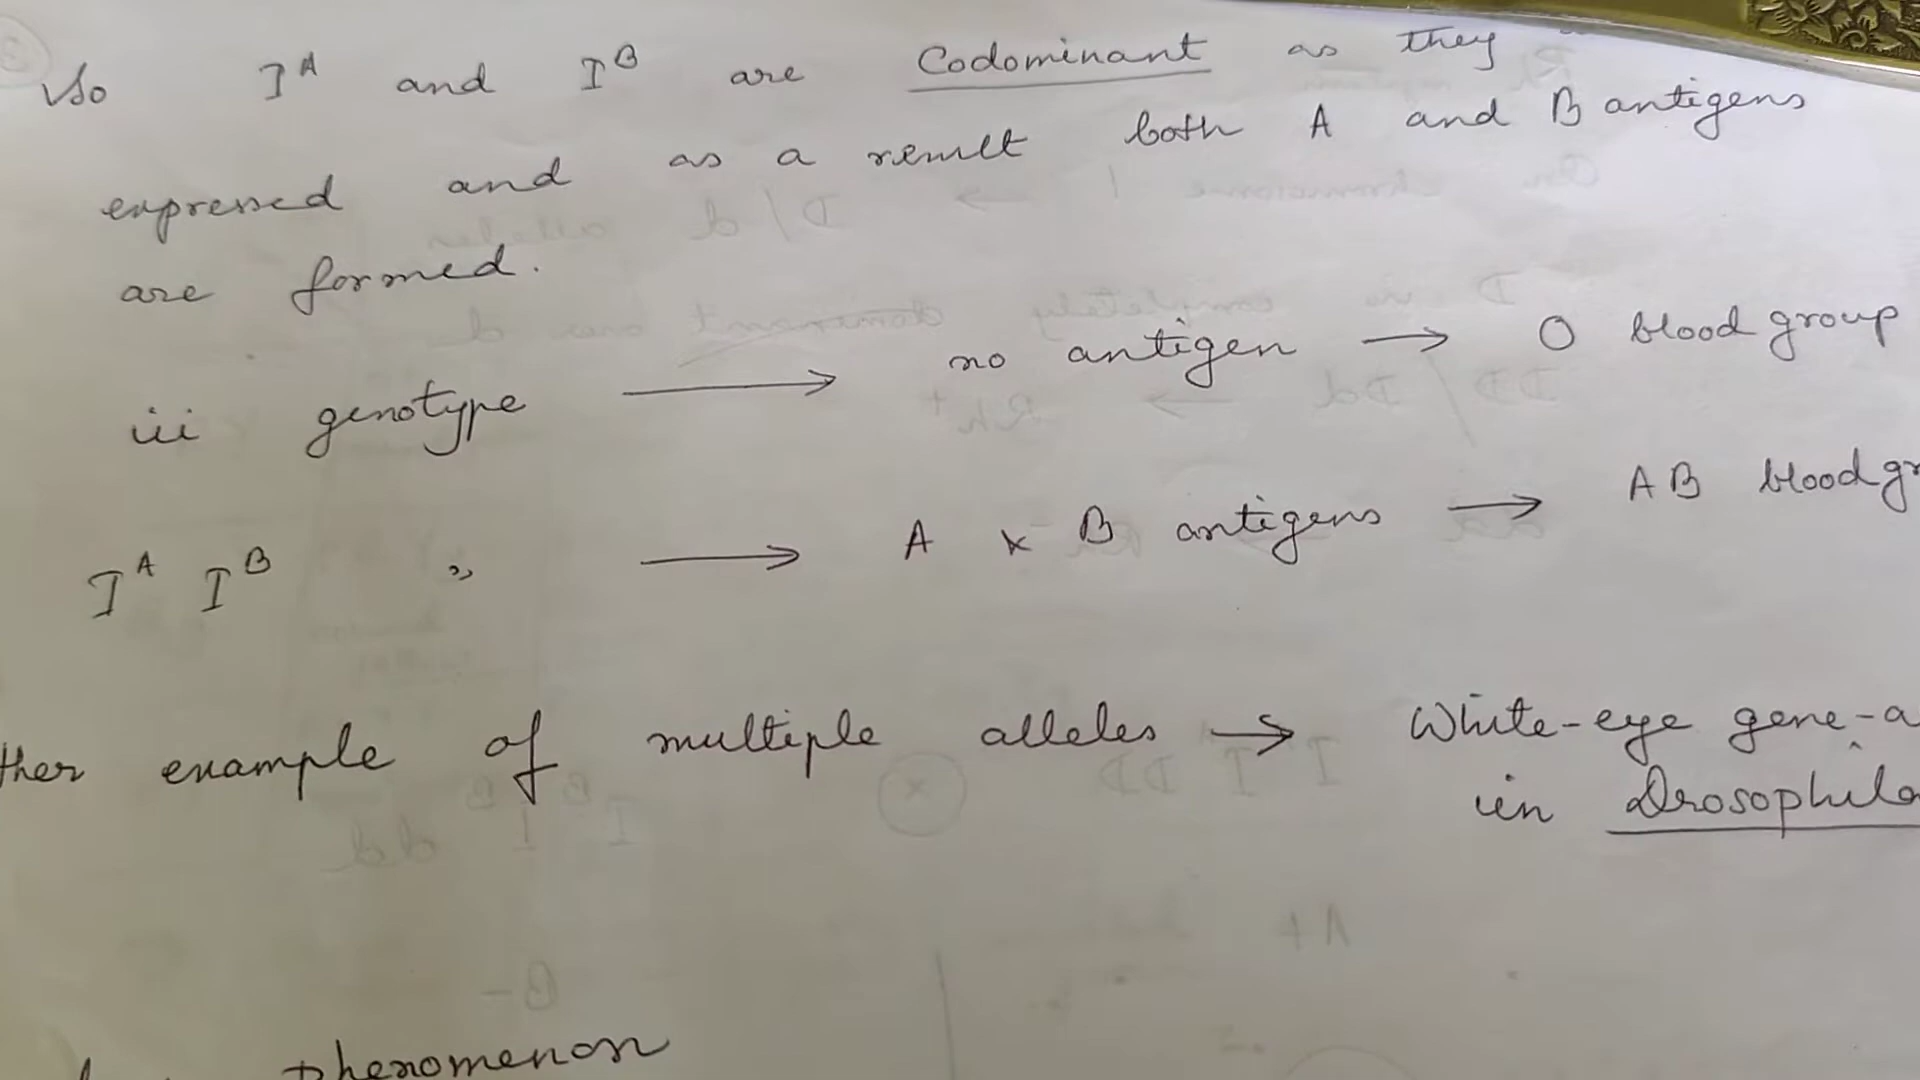 So I^A and I^B are Codominant as they
expressed and as a result both A and B antigens
are formed.
ii genotype → no antigen → O blood group
I^A I^B " → A & B antigens → AB blood gr
ther example of multiple alleles → White-eye gene-a
in Drosophila
phenomenon